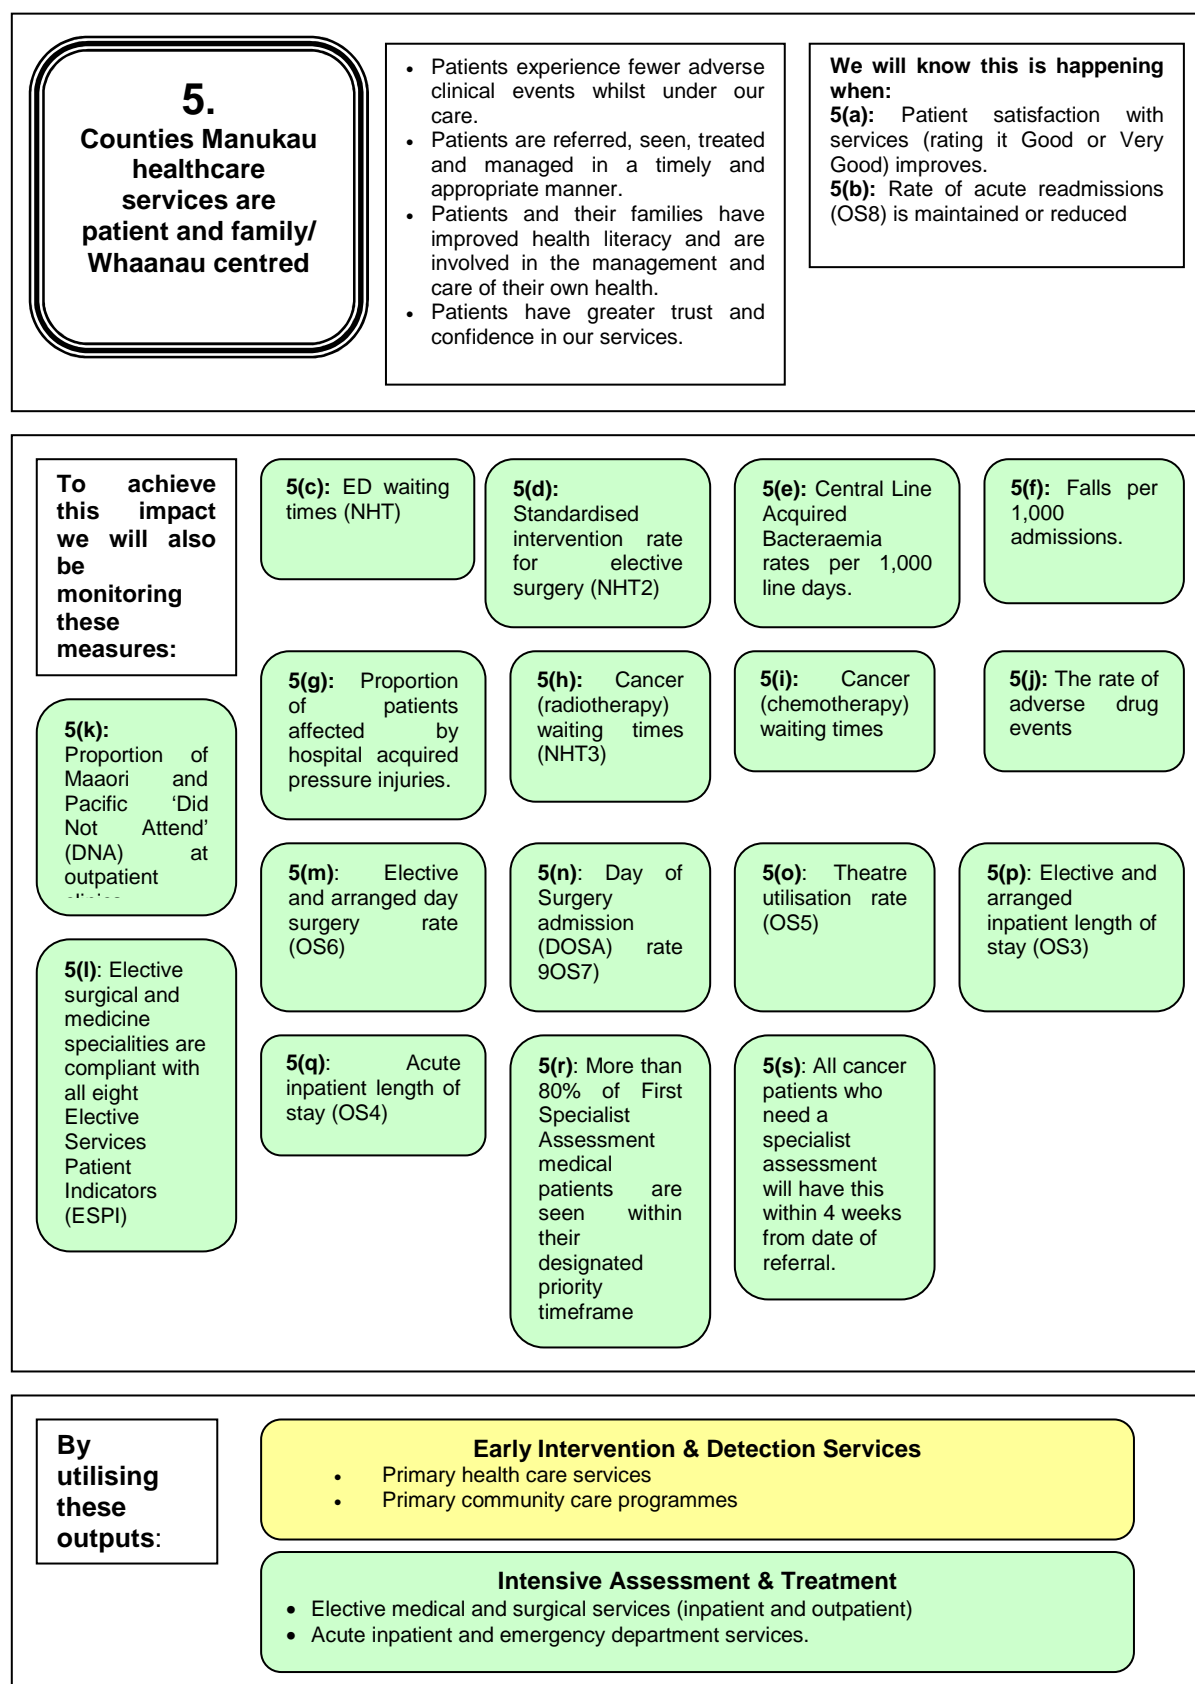 5.
Counties Manukau
healthcare
services are
patient and family/
Whaanau centred
• Patients experience fewer adverse
clinical events whilst under our
care.
• Patients are referred, seen, treated
and managed in a timely and
appropriate manner.
• Patients and their families have
improved health literacy and are
involved in the management and
care of their own health.
• Patients have greater trust and
confidence in our services.
We will know this is happening
when:
5(a): Patient satisfaction with
services (rating it Good or Very
Good) improves.
5(b): Rate of acute readmissions
(OS8) is maintained or reduced
To achieve
this impact
we will also
be
monitoring
these
measures:
5(c): ED waiting
times (NHT)
5(d):
Standardised
intervention rate
for elective
surgery (NHT2)
5(e): Central Line
Acquired
Bacteraemia
rates per 1,000
line days.
5(f): Falls per
1,000
admissions.
5(g): Proportion
of patients
affected by
hospital acquired
pressure injuries.
5(h): Cancer
(radiotherapy)
waiting times
(NHT3)
5(i): Cancer
(chemotherapy)
waiting times
5(j): The rate of
adverse drug
events
5(k):
Proportion of
Maaori and
Pacific ‘Did
Not Attend’
(DNA) at
outpatient
5(l): Elective
surgical and
medicine
specialities are
compliant with
all eight
Elective
Services
Patient
Indicators
(ESPI)
5(m): Elective
and arranged day
surgery rate
(OS6)
5(n): Day of
Surgery
admission
(DOSA) rate
9OS7)
5(o): Theatre
utilisation rate
(OS5)
5(p): Elective and
arranged
inpatient length of
stay (OS3)
5(q): Acute
inpatient length of
stay (OS4)
5(r): More than
80% of First
Specialist
Assessment
medical
patients are
seen within
their
designated
priority
timeframe
5(s): All cancer
patients who
need a
specialist
assessment
will have this
within 4 weeks
from date of
referral.
By
utilising
these
outputs:
Early Intervention & Detection Services
• Primary health care services
• Primary community care programmes
Intensive Assessment & Treatment
• Elective medical and surgical services (inpatient and outpatient)
• Acute inpatient and emergency department services.